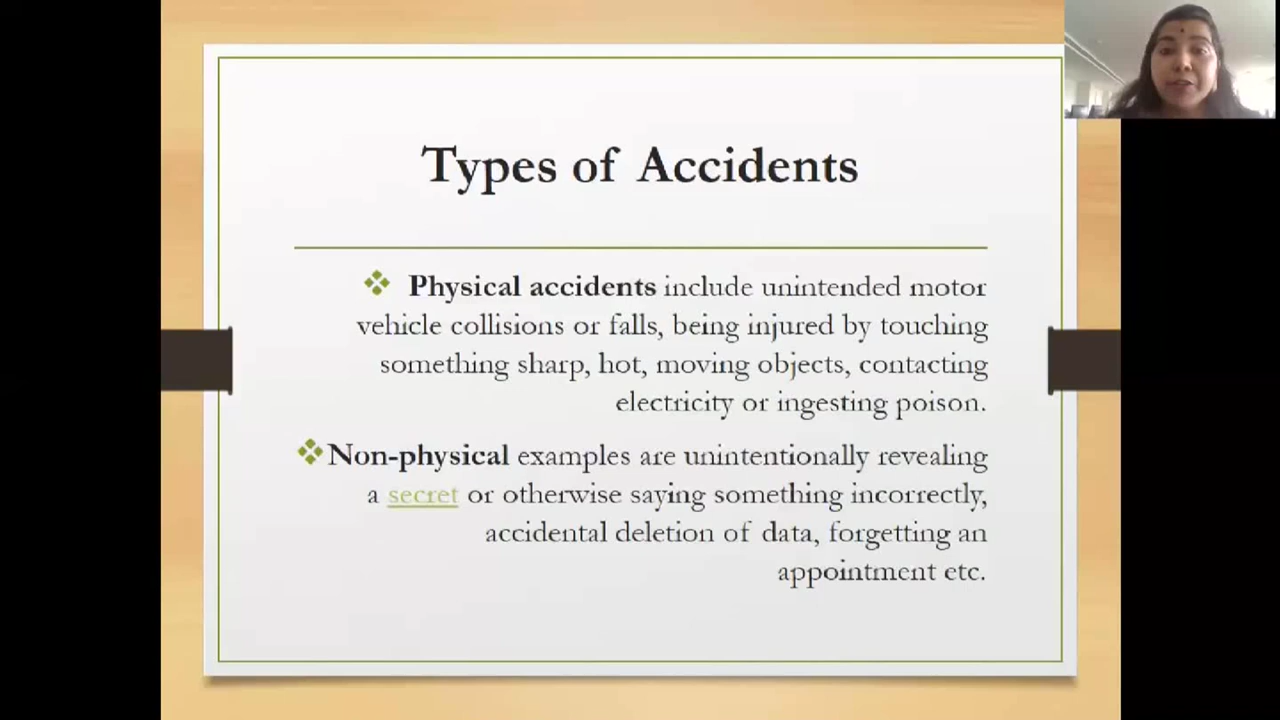 Types of Accidents
Physical accidents include unintended motor
vehicle collisions or falls, being injured by touching
something sharp, hot, moving objects, contacting
electricity or ingesting poison.
Non-physical examples are unintentionally revealing
a secret or otherwise saying something incorrectly,
accidental deletion of data, forgetting an
appointment etc.